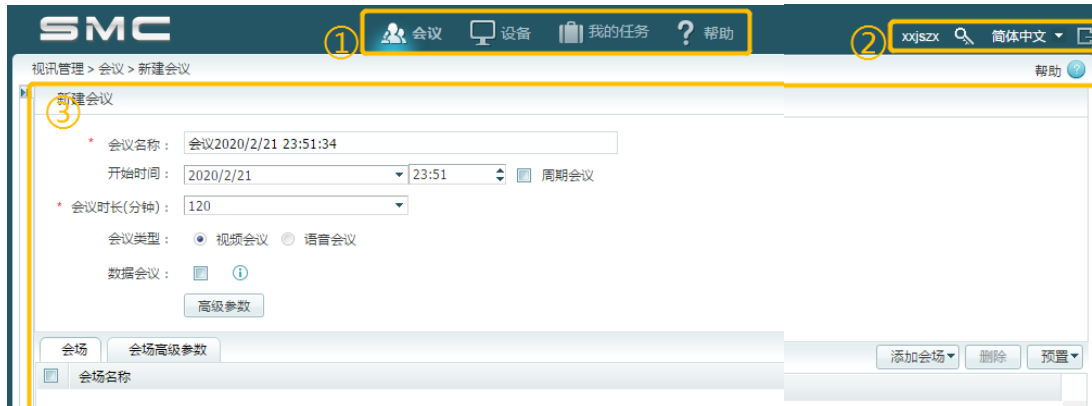 SMC ① 会议 设备 我的任务 ? 帮助 ② xxjszx 简体中文
视讯管理 > 会议 > 新建会议 帮助 ?
③ 新建会议
* 会议名称: 会议2020/2/21 23:51:34
开始时间: 2020/2/21 23:51 周期会议
* 会议时长(分钟): 120
会议类型: 视频会议 语音会议
数据会议: i
高级参数
会场 会场高级参数 添加会场 删除 预置
会场名称